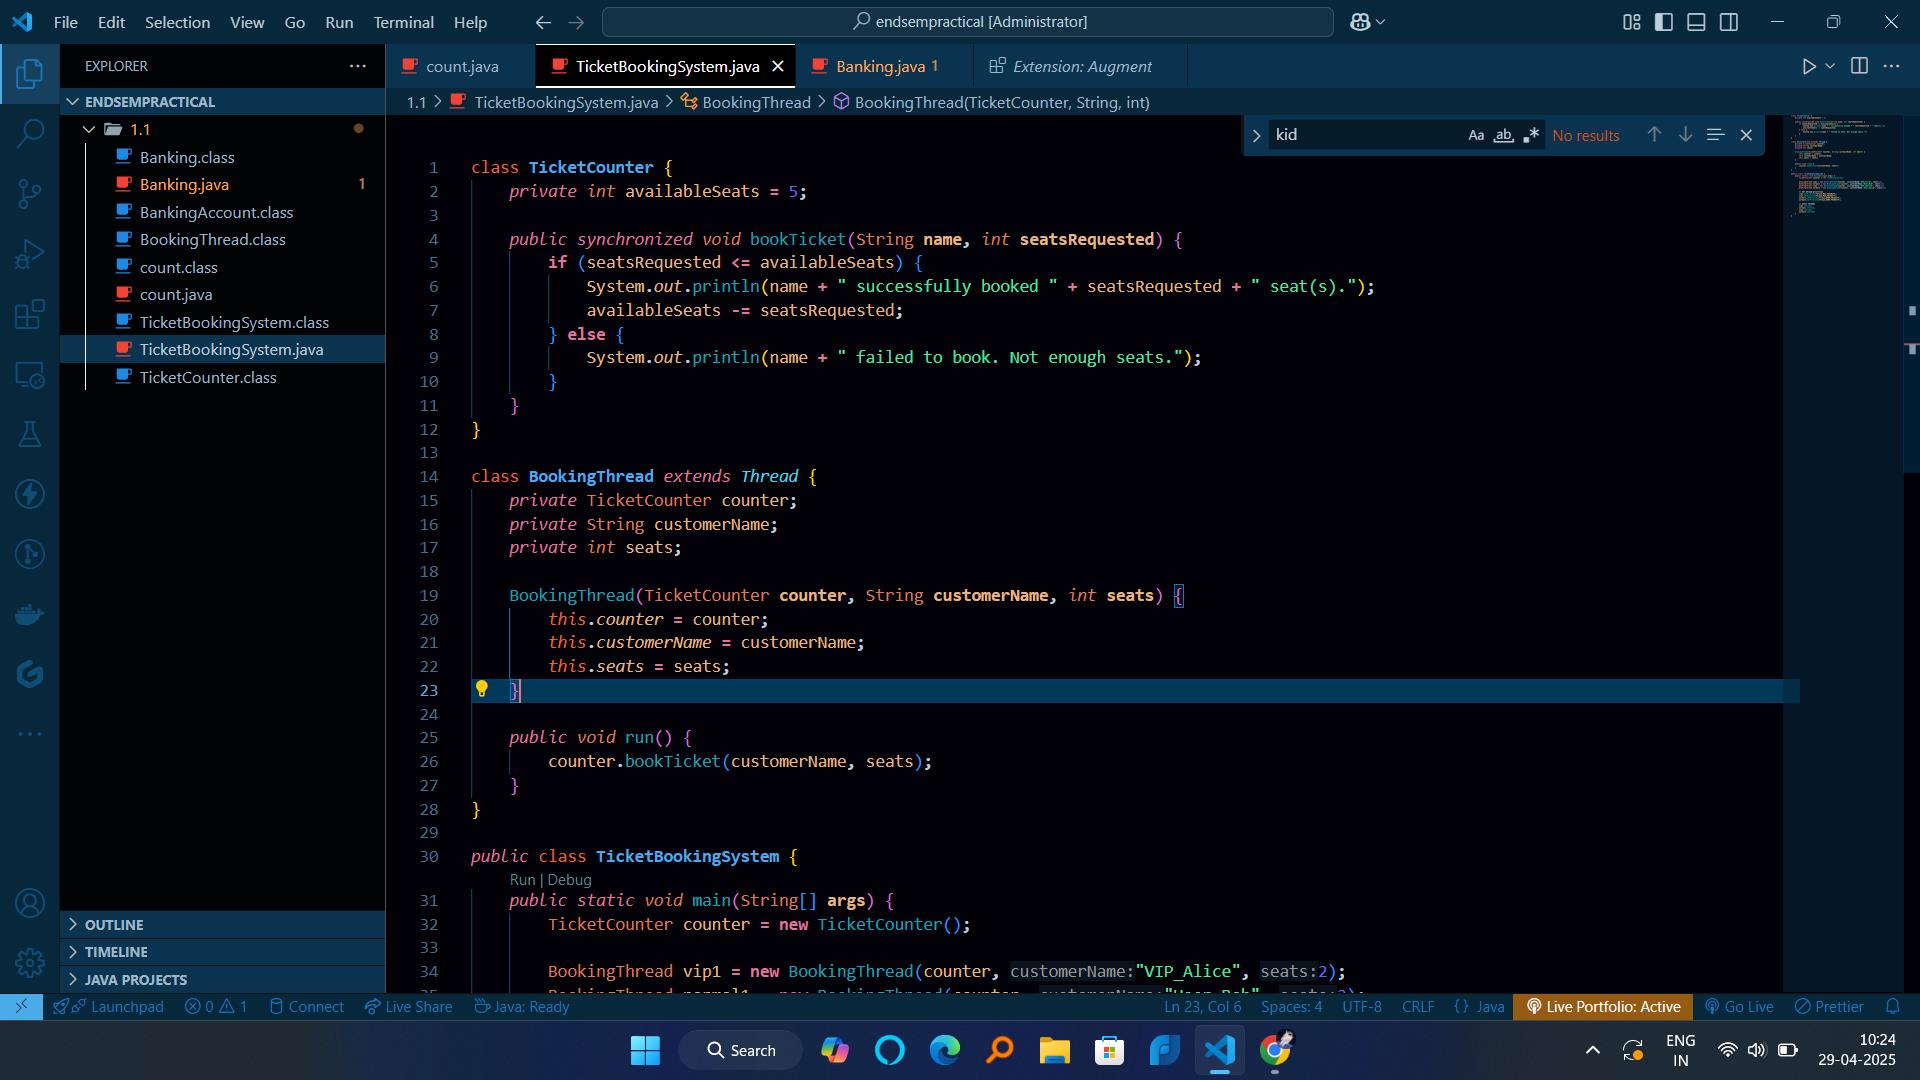 File Edit Selection View Go Run Terminal Help
endsempractical [Administrator]
EXPLORER
ENDSEMPRACTICAL
1.1
Banking.class
Banking.java 1
BankingAccount.class
BookingThread.class
count.class
count.java
TicketBookingSystem.class
TicketBookingSystem.java
TicketCounter.class
OUTLINE
TIMELINE
JAVA PROJECTS
count.java TicketBookingSystem.java Banking.java 1 Extension: Augment
1.1 > TicketBookingSystem.java > BookingThread > BookingThread(TicketCounter, String, int)
kid Aa ab .* No results
1 class TicketCounter {
2 private int availableSeats = 5;
3
4 public synchronized void bookTicket(String name, int seatsRequested) {
5 if (seatsRequested <= availableSeats) {
6 System.out.println(name + " successfully booked " + seatsRequested + " seat(s).");
7 availableSeats -= seatsRequested;
8 } else {
9 System.out.println(name + " failed to book. Not enough seats.");
10 }
11 }
12 }
13
14 class BookingThread extends Thread {
15 private TicketCounter counter;
16 private String customerName;
17 private int seats;
18
19 BookingThread(TicketCounter counter, String customerName, int seats) {
20 this.counter = counter;
21 this.customerName = customerName;
22 this.seats = seats;
23 }
24
25 public void run() {
26 counter.bookTicket(customerName, seats);
27 }
28 }
29
30 public class TicketBookingSystem {
Run | Debug
31 public static void main(String[] args) {
32 TicketCounter counter = new TicketCounter();
33
34 BookingThread vip1 = new BookingThread(counter, customerName:"VIP_Alice", seats:2);
Launchpad 0 1 Connect Live Share Java: Ready
Ln 23, Col 6 Spaces: 4 UTF-8 CRLF {} Java Live Portfolio: Active Go Live Prettier
Search
ENG
IN
10:24
29-04-2025